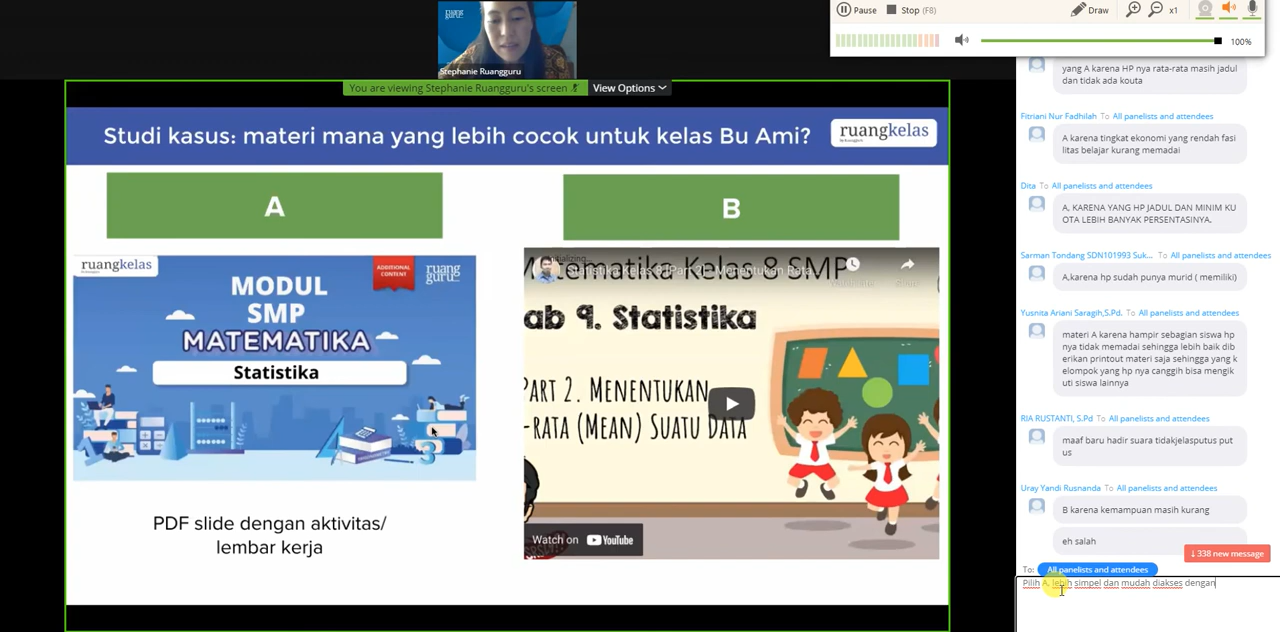 ruang
guru
Stephanie Ruangguru
You are viewing Stephanie Ruangguru's screen
View Options
Pause
Stop (F8)
Draw
x1
100%
Studi kasus: materi mana yang lebih cocok untuk kelas Bu Ami?
ruangkelas
A
B
ruangkelas
ADDITIONAL
CONTENT
ruang
guru
MODUL
SMP
MATEMATIKA
Statistika
3
PDF slide dengan aktivitas/
lembar kerja
Matematika Kelas 8 SMP
Statistika Kelas 8 [Part 2] - Menentukan Rata...
ab 9. Statistika
PART 2. MENENTUKAN
-RATA (MEAN) SUATU DATA
Watch on YouTube
yang A karena HP nya rata-rata masih jadul
dan tidak ada kouta
Fitriani Nur Fadhilah To All panelists and attendees
A karena tingkat ekonomi yang rendah fasi
litas belajar kurang memadai
Dita To All panelists and attendees
A, KARENA YANG HP JADUL DAN MINIM KU
OTA LEBIH BANYAK PERSENTASINYA.
Sarman Tondang SDN101993 Suk... To All panelists and attendees
A,karena hp sudah punya murid ( memiliki)
Yusnita Ariani Saragih,S.Pd. To All panelists and attendees
materi A karena hampir sebagian siswa hp
nya tidak memadai sehingga lebih baik dib
erikan printout materi saja sehingga yang k
elompok yang hp nya canggih bisa mengik
uti siswa lainnya
RIA RUSTANTI, S.Pd To All panelists and attendees
maaf baru hadir suara tidakjelasputus put
us
Uray Yandi Rusnanda To All panelists and attendees
B karena kemampuan masih kurang
eh salah
↓338 new message
To: All panelists and attendees
Pilih A, lebih simpel dan mudah diakses dengan